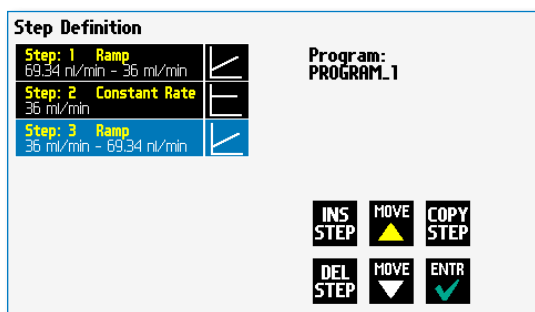 Step Definition
Step: 1 Ramp
69.34 nl/min - 36 ml/min
Step: 2 Constant Rate
36 ml/min
Step: 3 Ramp
36 ml/min - 69.34 nl/min
Program:
PROGRAM_1
INS STEP
MOVE
COPY STEP
DEL STEP
MOVE
ENTR